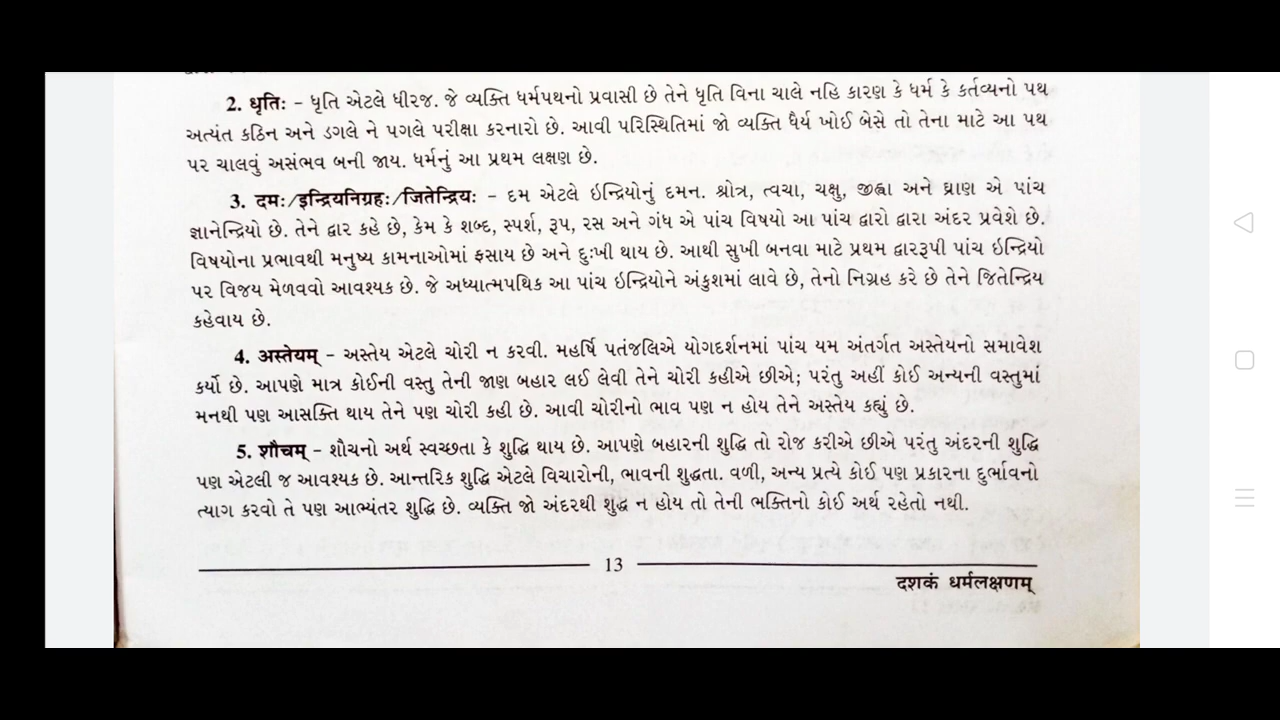 2. धृतिः – ધૃતિ એટલે ધીરજ. જે વ્યક્તિ ધર્મપથનો પ્રવાસી છે તેને ધૃતિ વિના ચાલે નહિ કારણ કે ધર્મ કે કર્તવ્યનો પથ
અત્યંત કઠિન અને ડગલે ને પગલે પરીક્ષા કરનારો છે. આવી પરિસ્થિતિમાં જો વ્યક્તિ ધૈર્ય ખોઈ બેસે તો તેના માટે આ પથ
પર ચાલવું અસંભવ બની જાય. ધર્મનું આ પ્રથમ લક્ષણ છે.
3. दमः/इन्द्रियनिग्रहः/जितेन्द्रियः – દમ એટલે ઇન્દ્રિયોનું દમન. શ્રોત્ર, ત્વચા, ચક્ષુ, જીહ્વા અને ઘ્રાણ એ પાંચ
જ્ઞાનેન્દ્રિયો છે. તેને દ્વાર કહે છે, કેમ કે શબ્દ, સ્પર્શ, રૂપ, રસ અને ગંધ એ પાંચ વિષયો આ પાંચ દ્વારો દ્વારા અંદર પ્રવેશે છે.
વિષયોના પ્રભાવથી મનુષ્ય કામનાઓમાં ફસાય છે અને દુઃખી થાય છે. આથી સુખી બનવા માટે પ્રથમ દ્વારરૂપી પાંચ ઇન્દ્રિયો
પર વિજય મેળવવો આવશ્યક છે. જે અધ્યાત્મપથિક આ પાંચ ઇન્દ્રિયોને અંકુશમાં લાવે છે, તેનો નિગ્રહ કરે છે તેને જિતેન્દ્રિય
કહેવાય છે.
4. अस्तेयम् – અસ્તેય એટલે ચોરી ન કરવી. મહર્ષિ પતંજલિએ યોગદર્શનમાં પાંચ યમ અંતર્ગત અસ્તેયનો સમાવેશ
કર્યો છે. આપણે માત્ર કોઈની વસ્તુ તેની જાણ બહાર લઈ લેવી તેને ચોરી કહીએ છીએ; પરંતુ અહીં કોઈ અન્યની વસ્તુમાં
મનથી પણ આસક્તિ થાય તેને પણ ચોરી કહી છે. આવી ચોરીનો ભાવ પણ ન હોય તેને અસ્તેય કહ્યું છે.
5. शौचम् – શૌચનો અર્થ સ્વચ્છતા કે શુદ્ધિ થાય છે. આપણે બહારની શુદ્ધિ તો રોજ કરીએ છીએ પરંતુ અંદરની શુદ્ધિ
પણ એટલી જ આવશ્યક છે. આન્તરિક શુદ્ધિ એટલે વિચારોની, ભાવની શુદ્ધતા. વળી, અન્ય પ્રત્યે કોઈ પણ પ્રકારના દુર્ભાવનો
ત્યાગ કરવો તે પણ આભ્યંતર શુદ્ધિ છે. વ્યક્તિ જો અંદરથી શુદ્ધ ન હોય તો તેની ભક્તિનો કોઈ અર્થ રહેતો નથી.
13
दशकं धर्मलक्षणम्